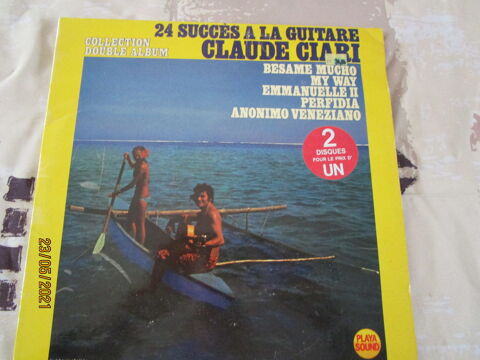 24 SUCCÈS A LA GUITARE
COLLECTION
DOUBLE ALBUM
CLAUDE CIARI
BESAME MUCHO
MY WAY
EMMANUELLE II
PERFIDIA
ANONIMO VENEZIANO
2
DISQUES
POUR LE PRIX D'
UN
23/05/2021
PLAYA
SOUND